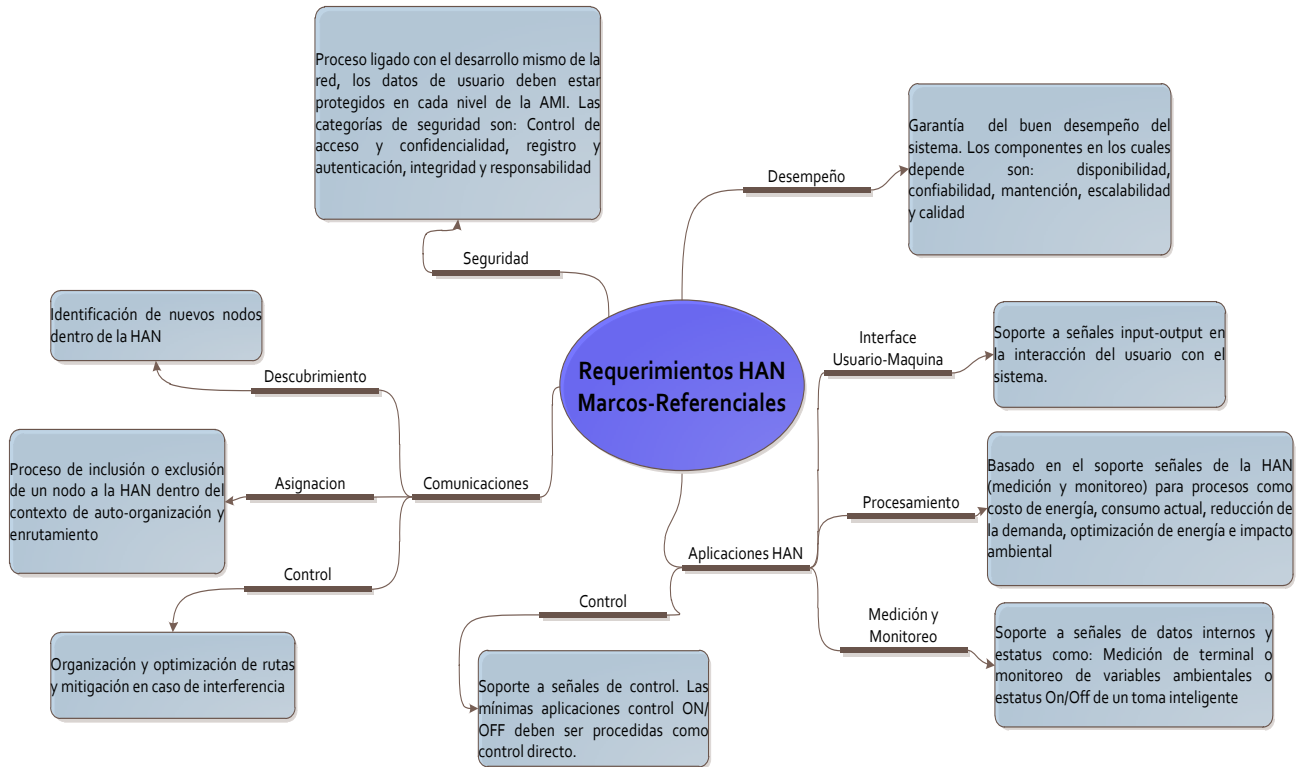 Proceso ligado con el desarrollo mismo de la
red, los datos de usuario deben estar
protegidos en cada nivel de la AMI. Las
categorías de seguridad son: Control de
acceso y confidencialidad, registro y
autenticación, integridad y responsabilidad
Seguridad
Desempeño
Garantía del buen desempeño del
sistema. Los componentes en los cuales
depende son: disponibilidad,
confiabilidad, mantención, escalabilidad
y calidad
Requerimientos HAN
Marcos-Referenciales
Identificación de nuevos nodos
dentro de la HAN
Descubrimiento
Proceso de inclusión o exclusión
de un nodo a la HAN dentro del
contexto de auto-organización y
enrutamiento
Asignacion
Comunicaciones
Control
Organización y optimización de rutas
y mitigación en caso de interferencia
Interface
Usuario-Maquina
Soporte a señales input-output en
la interacción del usuario con el
sistema.
Procesamiento
Basado en el soporte señales de la HAN
(medición y monitoreo) para procesos como
costo de energía, consumo actual, reducción de
la demanda, optimización de energía e impacto
ambiental
Aplicaciones HAN
Control
Soporte a señales de control. Las
mínimas aplicaciones control ON/
OFF deben ser procedidas como
control directo.
Medición y
Monitoreo
Soporte a señales de datos internos y
estatus como: Medición de terminal o
monitoreo de variables ambientales o
estatus On/Off de un toma inteligente